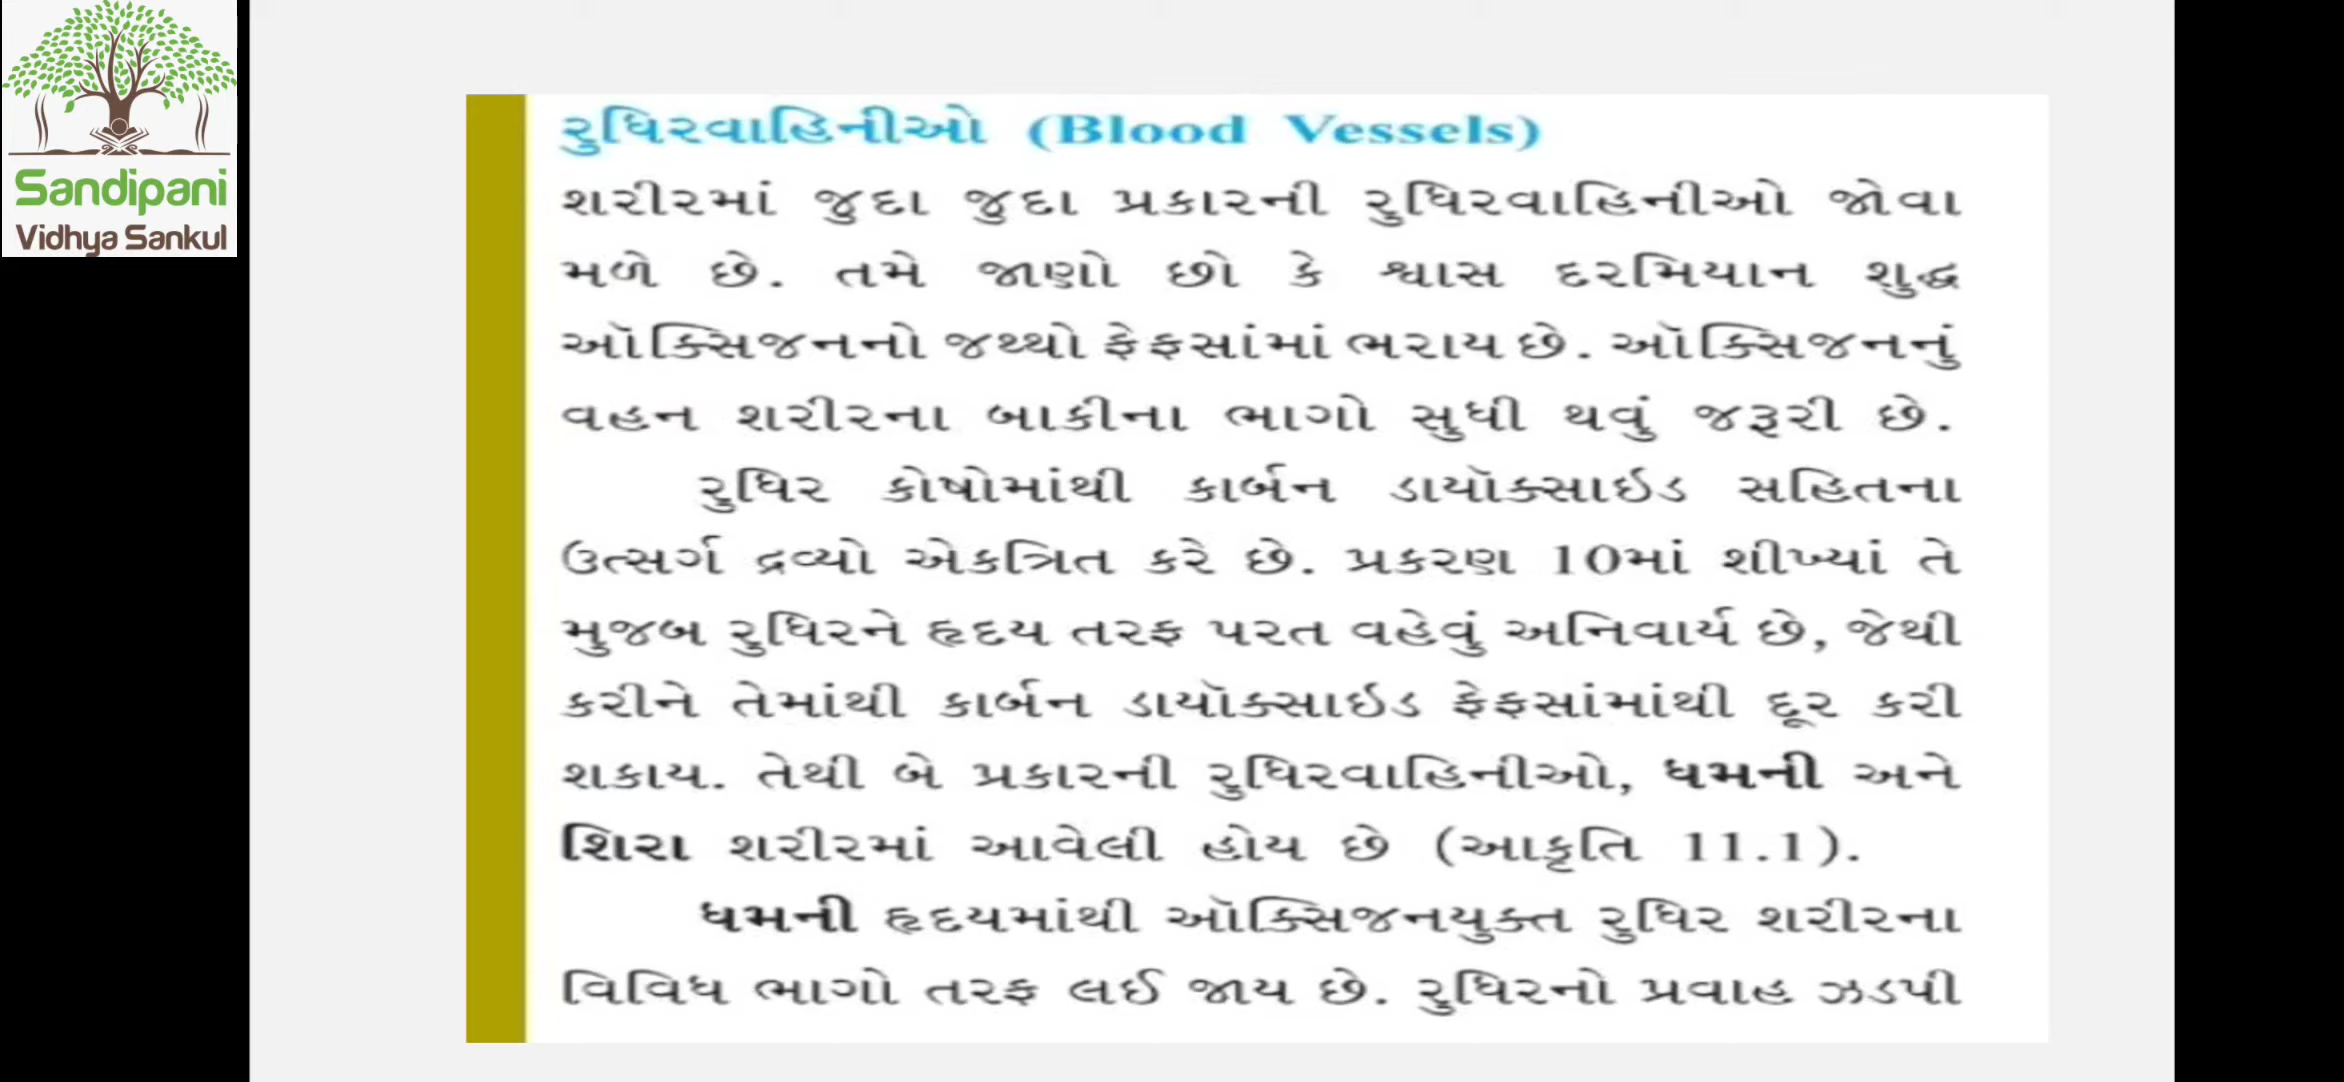 Sandipani
Vidhya Sankul
રુધિરવાહિનીઓ (Blood Vessels)
શરીરમાં જુદા જુદા પ્રકારની રુધિરવાહિનીઓ જોવા
મળે છે. તમે જાણો છો કે શ્વાસ દરમિયાન શુદ્ધ
ઑક્સિજનનો જથ્થો ફેફસાંમાં ભરાય છે. ઑક્સિજનનું
વહન શરીરના બાકીના ભાગો સુધી થવું જરૂરી છે.
રુધિર કોષોમાંથી કાર્બન ડાયૉક્સાઇડ સહિતના
ઉત્સર્ગ દ્રવ્યો એકત્રિત કરે છે. પ્રકરણ 10માં શીખ્યાં તે
મુજબ રુધિરને હૃદય તરફ પરત વહેવું અનિવાર્ય છે, જેથી
કરીને તેમાંથી કાર્બન ડાયૉક્સાઇડ ફેફસાંમાંથી દૂર કરી
શકાય. તેથી બે પ્રકારની રુધિરવાહિનીઓ, ધમની અને
શિરા શરીરમાં આવેલી હોય છે (આકૃતિ 11.1).
ધમની હૃદયમાંથી ઑક્સિજનયુક્ત રુધિર શરીરના
વિવિધ ભાગો તરફ લઈ જાય છે. રુધિરનો પ્રવાહ ઝડપી